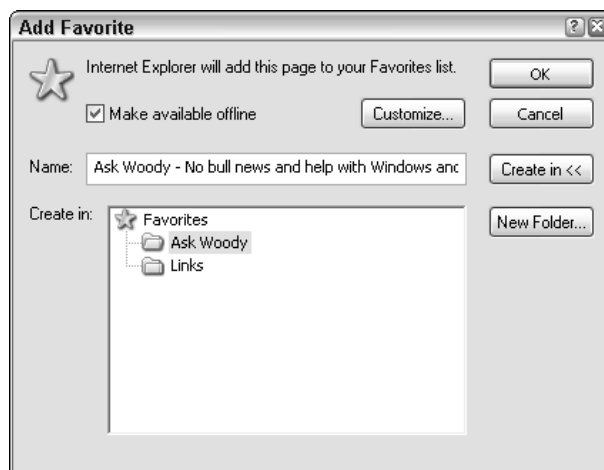 Add Favorite
Internet Explorer will add this page to your Favorites list.
OK
Make available offline
Customize...
Cancel
Name:
Ask Woody - No bull news and help with Windows and
Create in <<
Create in:
Favorites
New Folder...
Ask Woody
Links